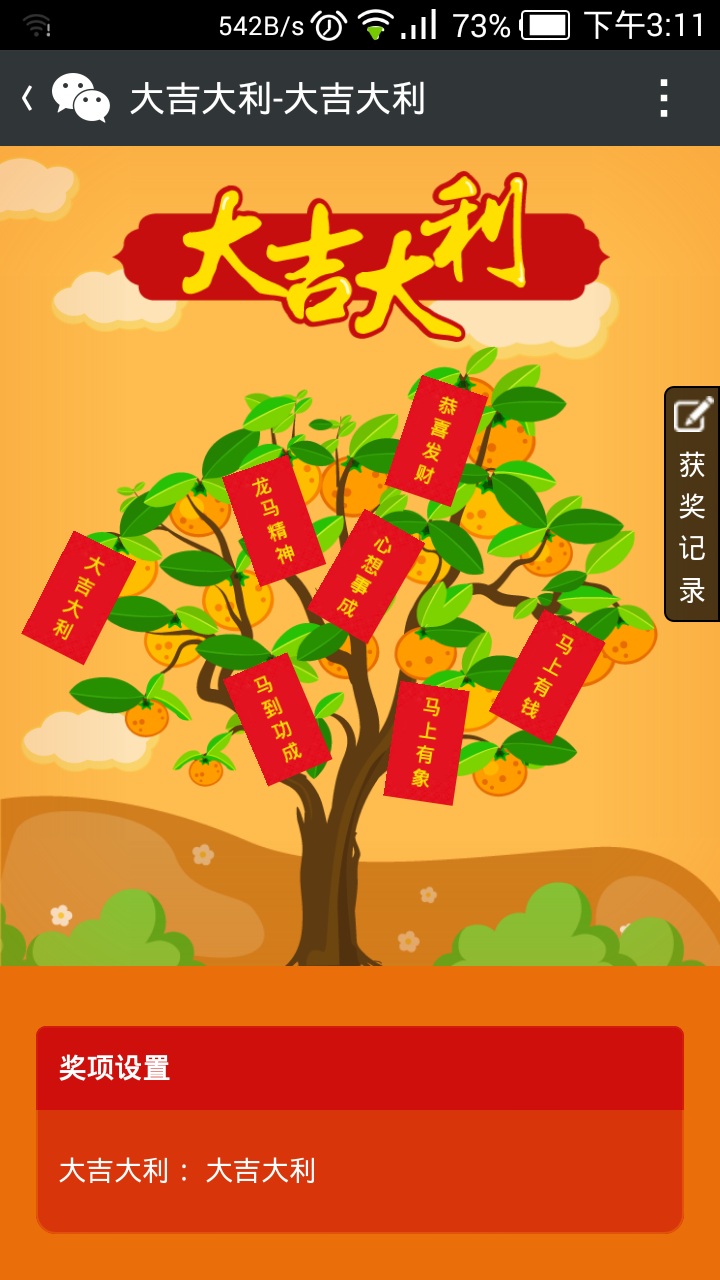 542B/s 73% 下午3:11
大吉大利-大吉大利
大吉大利
恭喜发财
龙马精神
心想事成
大吉大利
马上有钱
马到功成
马上有象
获奖记录
奖项设置
大吉大利： 大吉大利